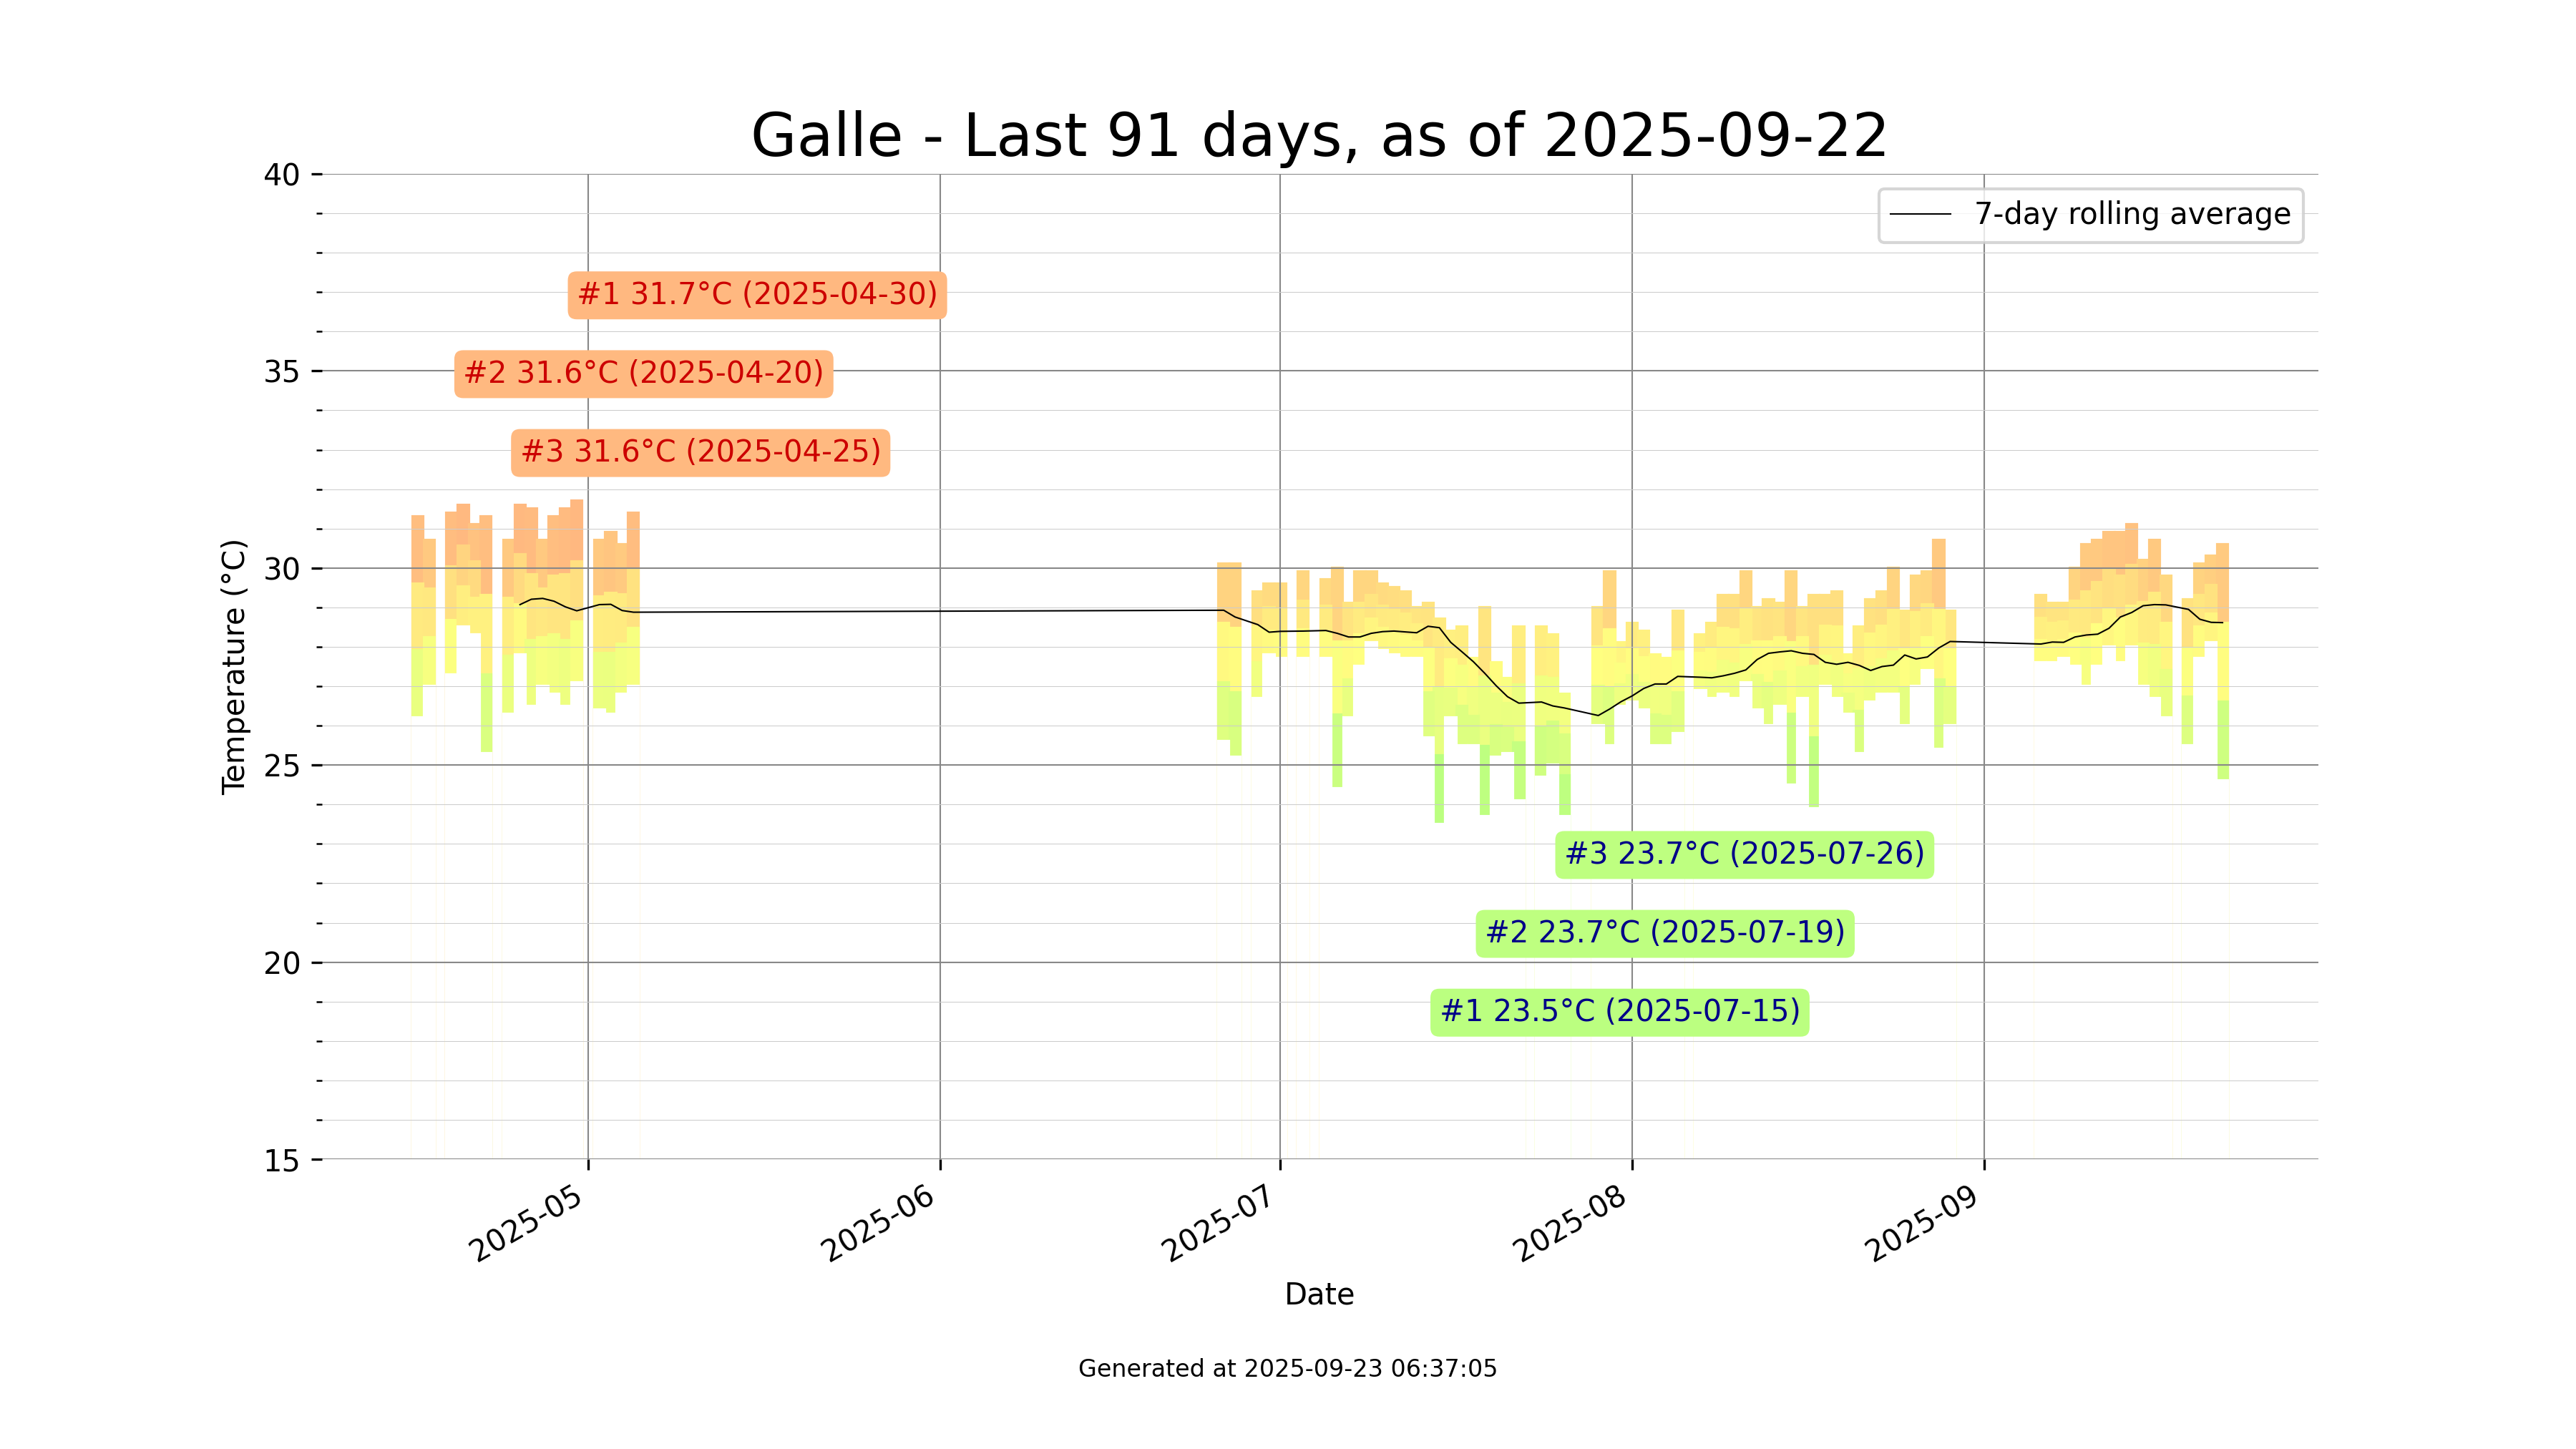 Galle - Last 91 days, as of 2025-09-22
40
35
30
25
20
15
Temperature (°C)
7-day rolling average
#1 31.7°C (2025-04-30)
#2 31.6°C (2025-04-20)
#3 31.6°C (2025-04-25)
#3 23.7°C (2025-07-26)
#2 23.7°C (2025-07-19)
#1 23.5°C (2025-07-15)
2025-05
2025-06
2025-07
2025-08
2025-09
Date
Generated at 2025-09-23 06:37:05